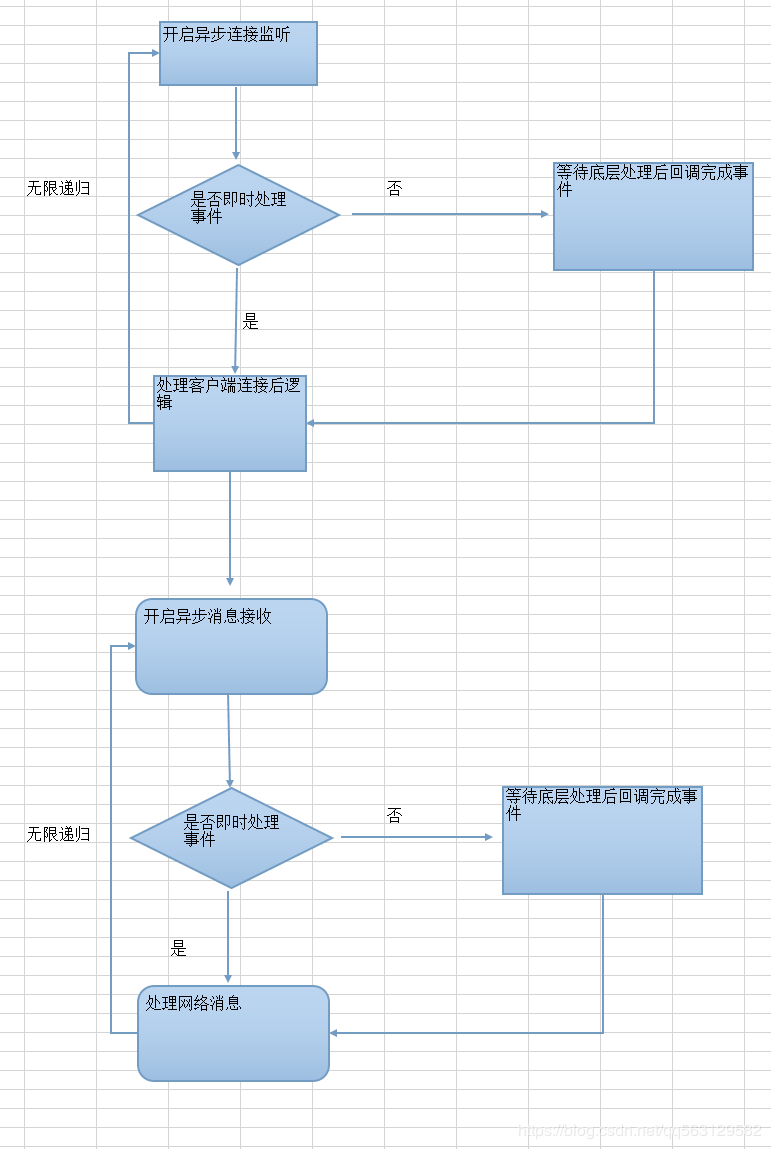 开启异步连接监听
无限递归
是否即时处理
事件
否
等待底层处理后回调完成事
件
是
处理客户端连接后逻
辑
开启异步消息接收
无限递归
是否即时处理
事件
否
等待底层处理后回调完成事
件
是
处理网络消息
https://blog.csdn.net/qq563129582